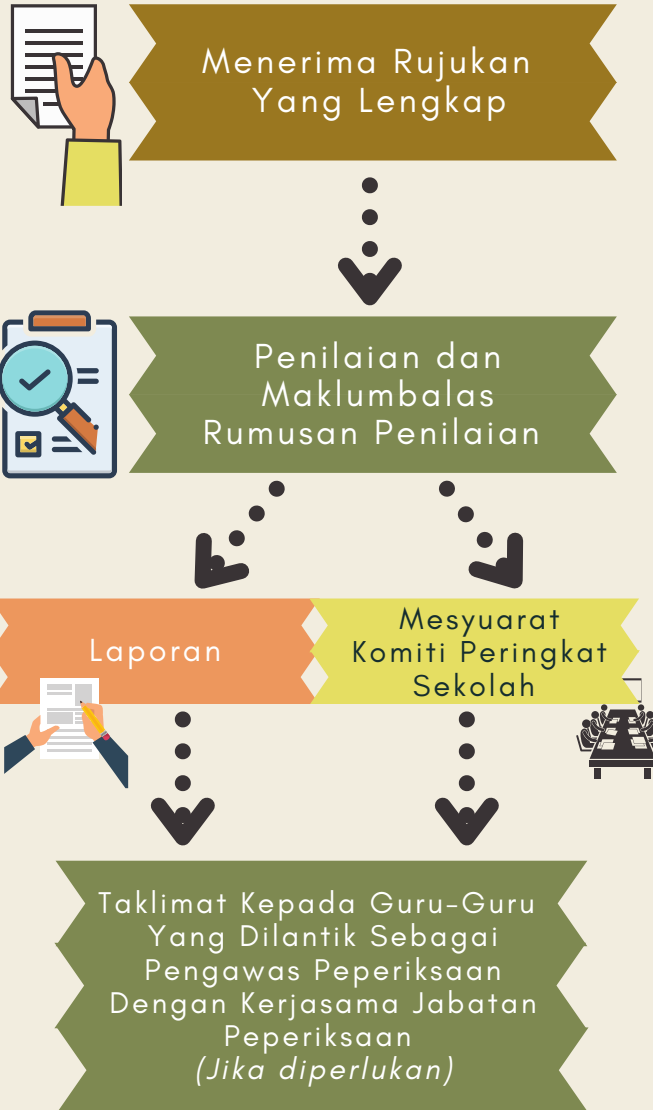 Menerima Rujukan
Yang Lengkap
Penilaian dan
Maklumbalas
Rumusan Penilaian
Laporan
Mesyuarat
Komiti Peringkat
Sekolah
Taklimat Kepada Guru-Guru
Yang Dilantik Sebagai
Pengawas Peperiksaan
Dengan Kerjasama Jabatan
Peperiksaan
(Jika diperlukan)